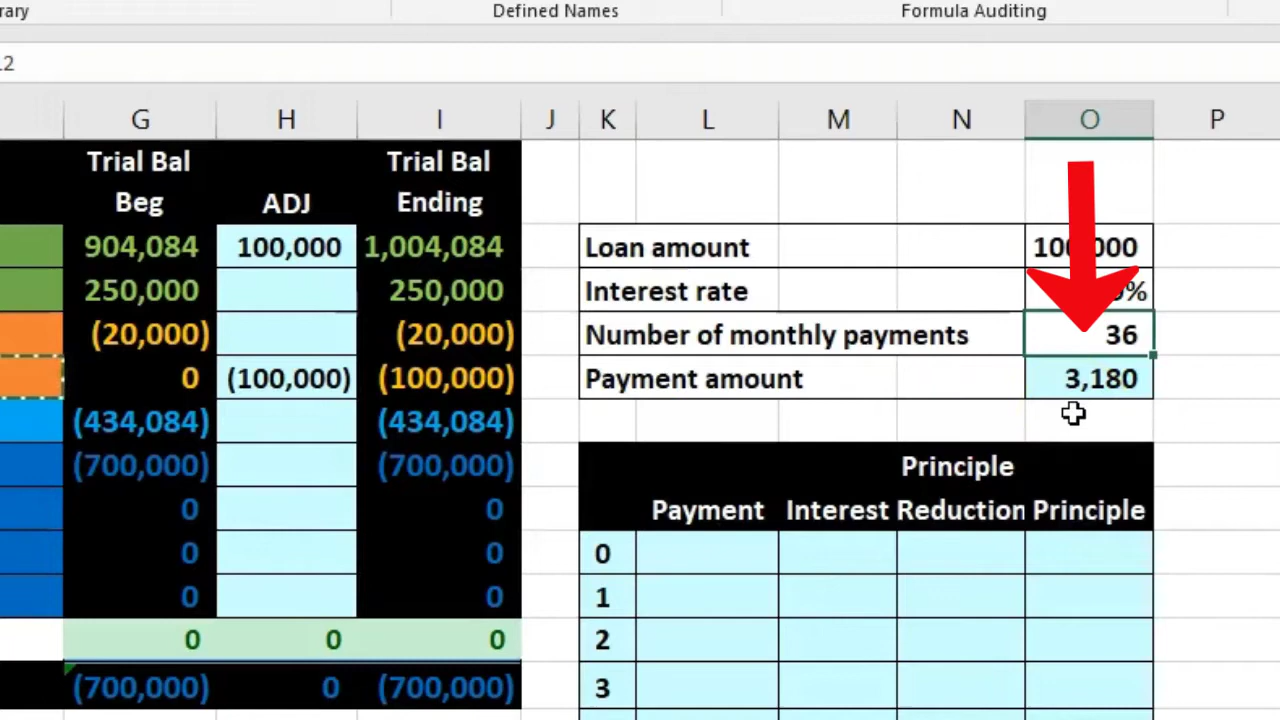 rary Defined Names Formula Auditing
12
G H I J K L M N O P
Trial Bal Trial Bal
Beg ADJ Ending
904,084 100,000 1,004,084 Loan amount
250,000 250,000 Interest rate %
(20,000) (20,000) Number of monthly payments 36
0 (100,000) (100,000) Payment amount 3,180
(434,084) (434,084)
(700,000) (700,000) Principle
0 0 Payment Interest Reduction Principle
0 0 0
0 0 1
0 0 0 2
(700,000) 0 (700,000) 3